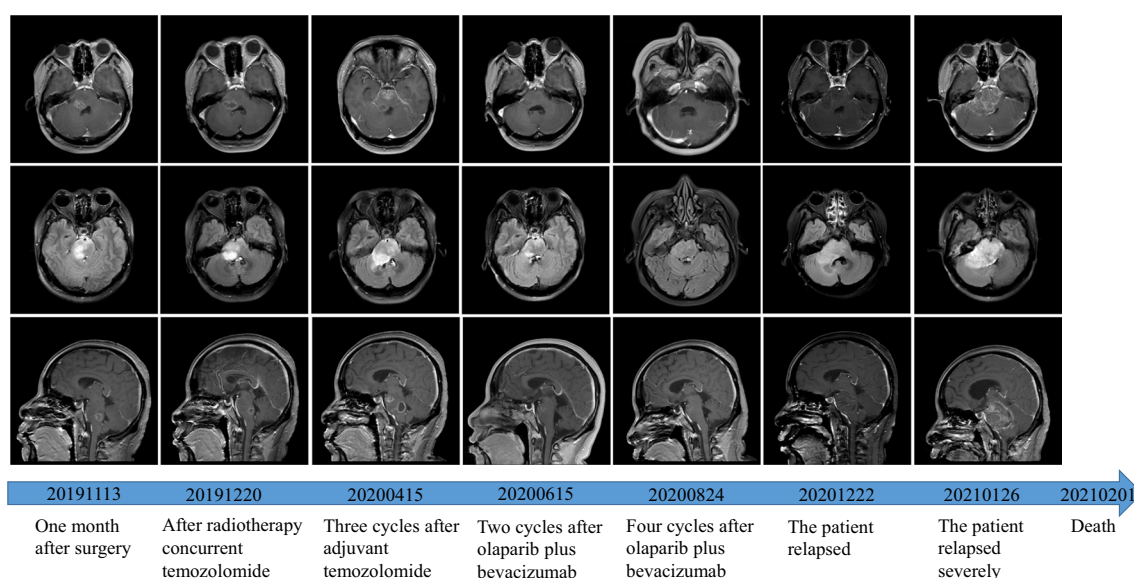 20191113 20191220 20200415 20200615 20200824 20201222 20210126 20210201
One month
after surgery
After radiotherapy
concurrent
temozolomide
Three cycles after
adjuvant
temozolomide
Two cycles after
olaparib plus
bevacizumab
Four cycles after
olaparib plus
bevacizumab
The patient
relapsed
The patient
relapsed
severely
Death